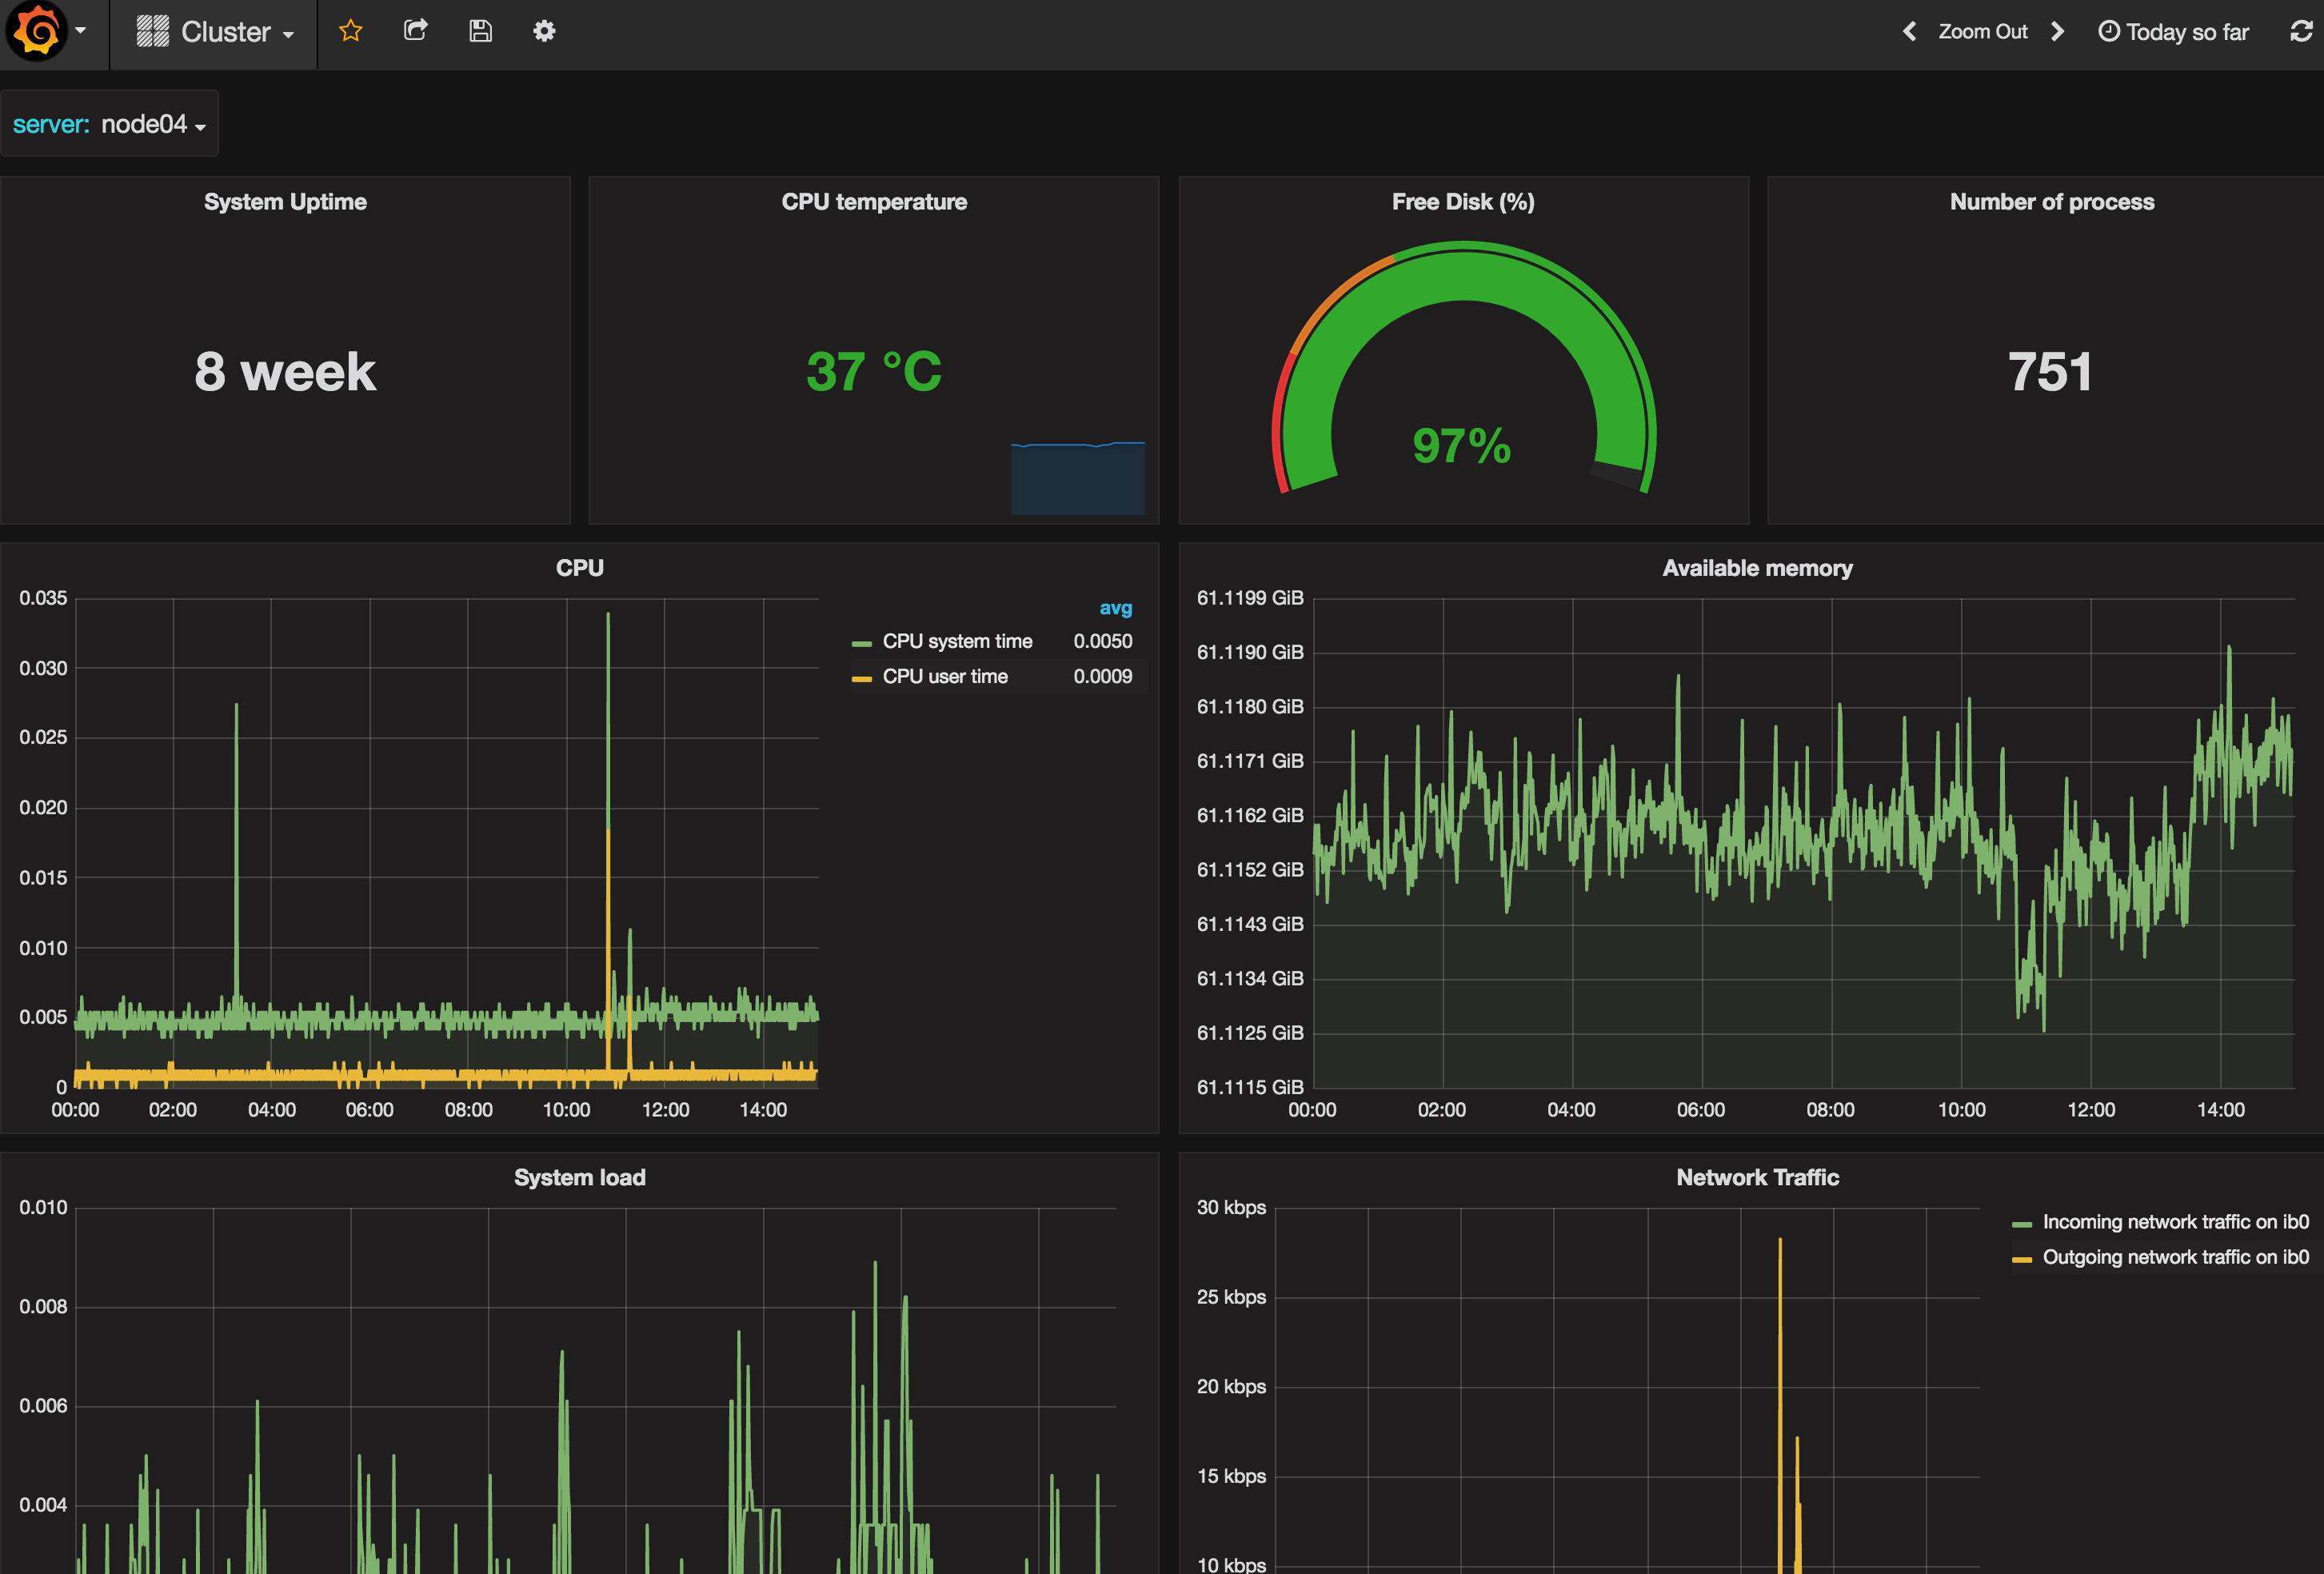 Cluster
Zoom Out
Today so far
server: node04
System Uptime
8 week
CPU temperature
37 °C
Free Disk (%)
97%
Number of process
751
CPU
0.035
0.030
0.025
0.020
0.015
0.010
0.005
0
00:00 02:00 04:00 06:00 08:00 10:00 12:00 14:00
avg
CPU system time 0.0050
CPU user time 0.0009
Available memory
61.1199 GiB
61.1190 GiB
61.1180 GiB
61.1171 GiB
61.1162 GiB
61.1152 GiB
61.1143 GiB
61.1134 GiB
61.1125 GiB
61.1115 GiB
00:00 02:00 04:00 06:00 08:00 10:00 12:00 14:00
System load
0.010
0.008
0.006
0.004
Network Traffic
30 kbps
25 kbps
20 kbps
15 kbps
10 kbps
Incoming network traffic on ib0
Outgoing network traffic on ib0